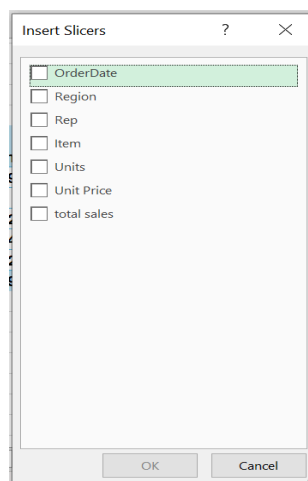 Insert Slicers ?
OrderDate
Region
Rep
Item
Units
Unit Price
total sales
OK Cancel